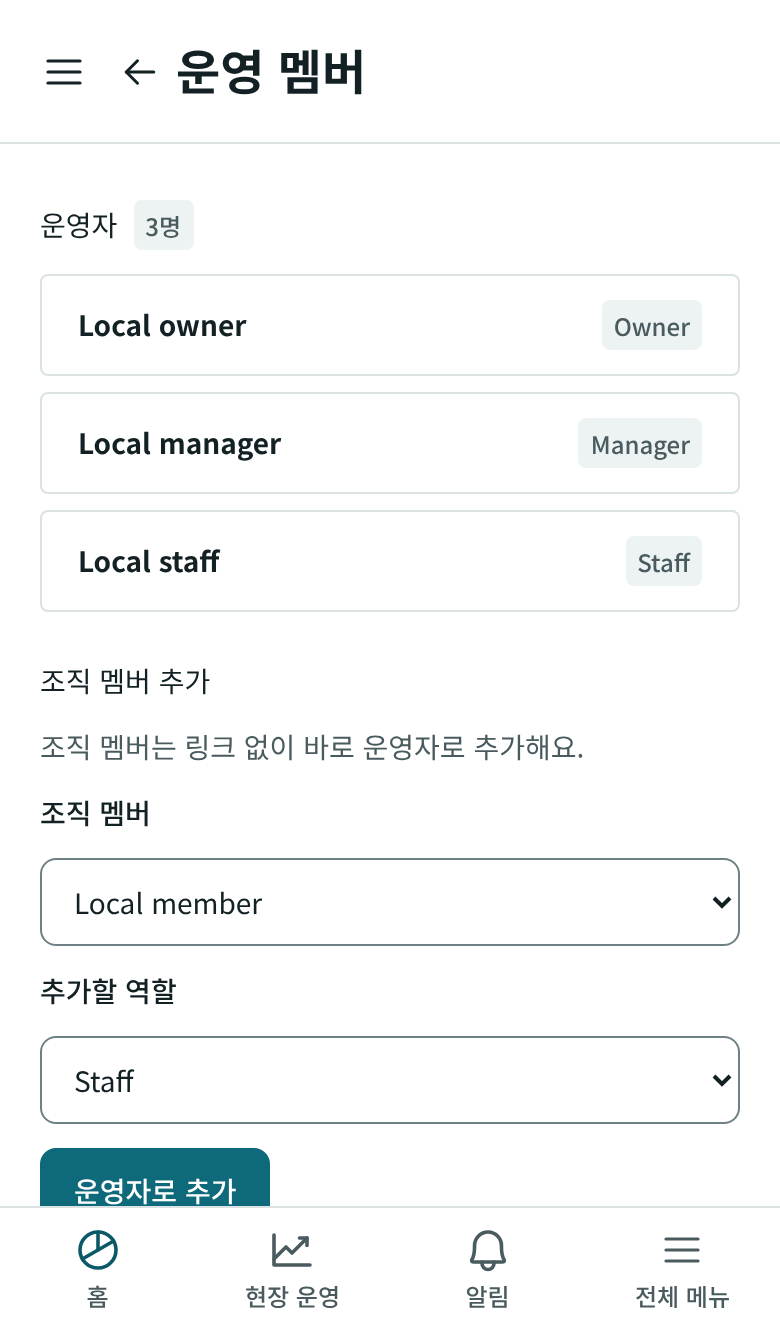 운영 멤버
운영자 3명
Local owner Owner
Local manager Manager
Local staff Staff
조직 멤버 추가
조직 멤버는 링크 없이 바로 운영자로 추가해요.
조직 멤버
Local member
추가할 역할
Staff
운영자로 추가
홈 현장 운영 알림 전체 메뉴